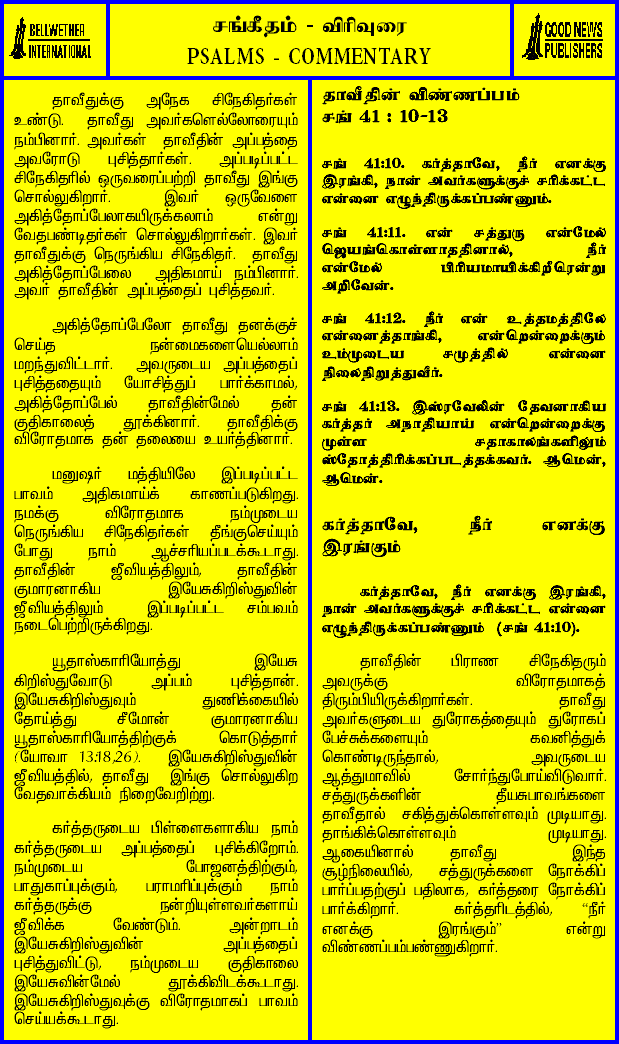 BELLWETHER
INTERNATIONAL
சங்கீதம் - விரிவுரை
PSALMS - COMMENTARY
GOOD NEWS
PUBLISHERS
தாவீதுக்கு அநேக சிநேகிதர்கள்
உண்டு. தாவீது அவர்களெல்லோரையும்
நம்பினார். அவர்கள் தாவீதின் அப்பத்தை
அவரோடு புசித்தார்கள். அப்படிப்பட்ட
சிநேகிதரில் ஒருவரைப்பற்றி தாவீது இங்கு
சொல்லுகிறார். இவர் ஒருவேளை
அகித்தோப்பேலாகயிருக்கலாம் என்று
வேதபண்டிதர்கள் சொல்லுகிறார்கள். இவர்
தாவீதுக்கு நெருங்கிய சிநேகிதர். தாவீது
அகித்தோப்பேலை அதிகமாய் நம்பினார்.
அவர் தாவீதின் அப்பத்தைப் புசித்தவர்.
அகித்தோப்பேலோ தாவீது தனக்குச்
செய்த நன்மைகளையெல்லாம்
மறந்துவிட்டார். அவருடைய அப்பத்தைப்
புசித்ததையும் யோசித்துப் பார்க்காமல்,
அகித்தோப்பேல் தாவீதின்மேல் தன்
குதிகாலைத் தூக்கினார். தாவீதிக்கு
விரோதமாக தன் தலையை உயர்த்தினார்.
மனுஷர் மத்தியிலே இப்படிப்பட்ட
பாவம் அதிகமாய்க் காணப்படுகிறது.
நமக்கு விரோதமாக நம்முடைய
நெருங்கிய சிநேகிதர்கள் தீங்குசெய்யும்
போது நாம் ஆச்சரியப்படக்கூடாது.
தாவீதின் ஜீவியத்திலும், தாவீதின்
குமாரனாகிய இயேசுகிறிஸ்துவின்
ஜீவியத்திலும் இப்படிப்பட்ட சம்பவம்
நடைபெற்றிருக்கிறது.
யூதாஸ்காரியோத்து இயேசு
கிறிஸ்துவோடு அப்பம் புசித்தான்.
இயேசுகிறிஸ்துவும் துணிக்கையில்
தோய்த்து சீமோன் குமாரனாகிய
யூதாஸ்காரியோத்திற்குக் கொடுத்தார்
(யோவா 13:18,26). இயேசுகிறிஸ்துவின்
ஜீவியத்தில், தாவீது இங்கு சொல்லுகிற
வேதவாக்கியம் நிறைவேறிற்று.
கர்த்தருடைய பிள்ளைகளாகிய நாம்
கர்த்தருடைய அப்பத்தைப் புசிக்கிறோம்.
நம்முடைய போஜனத்திற்கும்,
பாதுகாப்புக்கும், பராமரிப்புக்கும் நாம்
கர்த்தருக்கு நன்றியுள்ளவர்களாய்
ஜீவிக்க வேண்டும். அன்றாடம்
இயேசுகிறிஸ்துவின் அப்பத்தைப்
புசித்துவிட்டு, நம்முடைய குதிகாலை
இயேசுவின்மேல் தூக்கிவிடக்கூடாது.
இயேசுகிறிஸ்துவுக்கு விரோதமாகப் பாவம்
செய்யக்கூடாது.
தாவீதின் விண்ணப்பம்
சங் 41 : 10-13
சங் 41:10. கர்த்தாவே, நீர் எனக்கு
இரங்கி, நான் அவர்களுக்குச் சரிக்கட்ட
என்னை எழுந்திருக்கப்பண்ணும்.
சங் 41:11. என் சத்துரு என்மேல்
ஜெயங்கொள்ளாததினால், நீர்
என்மேல் பிரியமாயிக்கிறீரென்று
அறிவேன்.
சங் 41:12. நீர் என் உத்தமத்திலே
என்னைத்தாங்கி, என்றென்றைக்கும்
உம்முடைய சமுத்தில் என்னை
நிலைநிறுத்துவீர்.
சங் 41:13. இஸ்ரவேலின் தேவனாகிய
கர்த்தர் அநாதியாய் என்றென்றைக்கு
முள்ள சதாகாலங்களிலும்
ஸ்தோத்திரிக்கப்படத்தக்கவர். ஆமென்,
ஆமென்.
கர்த்தாவே, நீர் எனக்கு
இரங்கும்
கர்த்தாவே, நீர் எனக்கு இரங்கி,
நான் அவர்களுக்குச் சரிக்கட்ட என்னை
எழுந்திருக்கப்பண்ணும் (சங் 41:10).
தாவீதின் பிராண சிநேகிதரும்
அவருக்கு விரோதமாகத்
திரும்பியிருக்கிறார்கள். தாவீது
அவர்களுடைய துரோகத்தையும் துரோகப்
பேச்சுக்களையும் கவனித்துக்
கொண்டிருந்தால், அவருடைய
ஆத்துமாவில் சோர்ந்துபோய்விடுவார்.
சத்துருக்களின் தீயசுபாவங்களை
தாவீதால் சகித்துக்கொள்ளவும் முடியாது.
தாங்கிக்கொள்ளவும் முடியாது.
ஆகையினால் தாவீது இந்த
சூழ்நிலையில், சத்துருக்களை நோக்கிப்
பார்ப்பதற்குப் பதிலாக, கர்த்தரை நோக்கிப்
பார்க்கிறார். கர்த்தரிடத்தில், “நீர்
எனக்கு இரங்கும்” என்று
விண்ணப்பம்பண்ணுகிறார்.